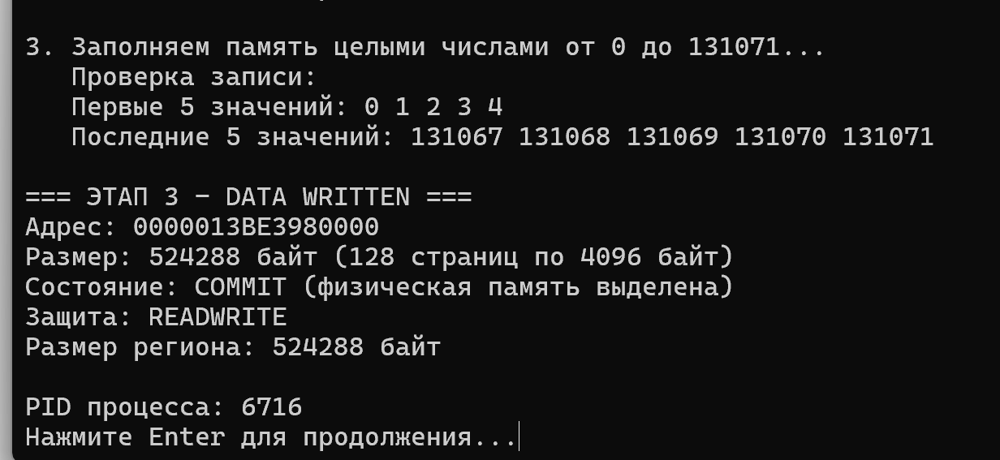 3. Заполняем память целыми числами от 0 до 131071...
Проверка записи:
Первые 5 значений: 0 1 2 3 4
Последние 5 значений: 131067 131068 131069 131070 131071
=== ЭТАП 3 - DATA WRITTEN ===
Адрес: 0000013BE3980000
Размер: 524288 байт (128 страниц по 4096 байт)
Состояние: COMMIT (физическая память выделена)
Защита: READWRITE
Размер региона: 524288 байт
PID процесса: 6716
Нажмите Enter для продолжения...